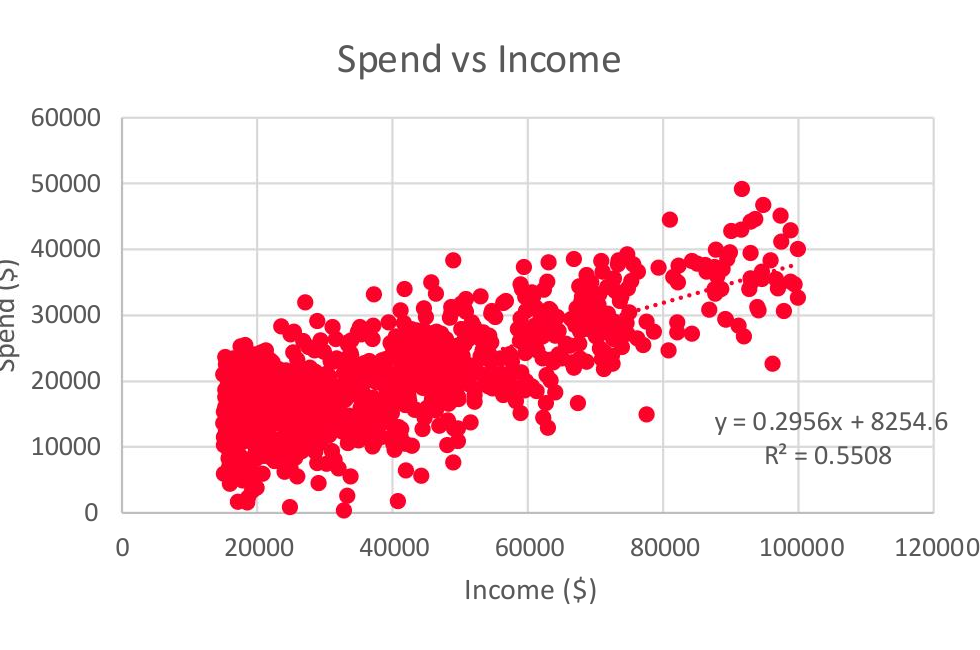 Spend vs Income
60000
50000
40000
30000
20000
10000
0
Spend ($)
0 20000 40000 60000 80000 100000 120000
Income ($)
y = 0.2956x + 8254.6
R² = 0.5508